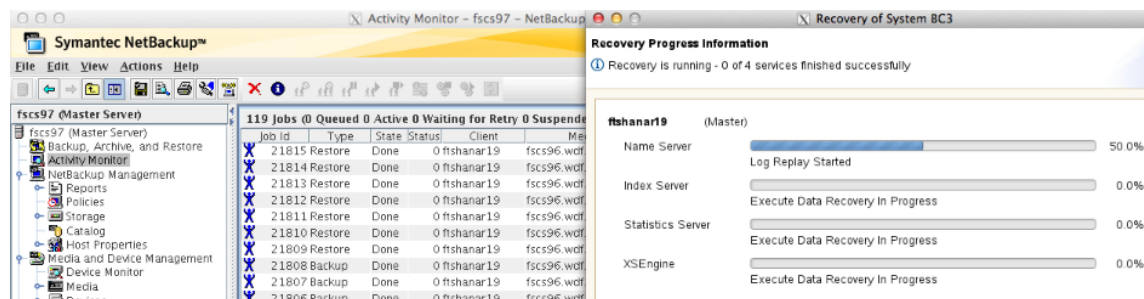 Activity Monitor - fscs97 - NetBackup
Symantec NetBackup™
File Edit View Actions Help
fscs97 (Master Server)
fscs97 (Master Server)
Backup, Archive, and Restore
Activity Monitor
NetBackup Management
Reports
Policies
Storage
Catalog
Host Properties
Media and Device Management
Device Monitor
Media
119 Jobs (0 Queued 0 Active 0 Waiting for Retry 0 Suspende
Job Id Type State Status Client Me
21815 Restore Done 0 ftshanar19 fscs96.wdf.
21814 Restore Done 0 ftshanar19 fscs96.wdf.
21813 Restore Done 0 ftshanar19 fscs96.wdf.
21812 Restore Done 0 ftshanar19 fscs96.wdf.
21811 Restore Done 0 ftshanar19 fscs96.wdf.
21810 Restore Done 0 ftshanar19 fscs96.wdf.
21809 Restore Done 0 ftshanar19 fscs96.wdf.
21808 Backup Done 0 ftshanar19 fscs96.wdf.
21807 Backup Done 0 ftshanar19 fscs96.wdf.
21806 Backup Done 0 ftshanar19 fscs96.wdf
Recovery of System BC3
Recovery Progress Information
Recovery is running - 0 of 4 services finished successfully
ftshanar19 (Master)
Name Server 50.0%
Log Replay Started
Index Server 0.0%
Execute Data Recovery In Progress
Statistics Server 0.0%
Execute Data Recovery In Progress
XSEngine 0.0%
Execute Data Recovery In Progress